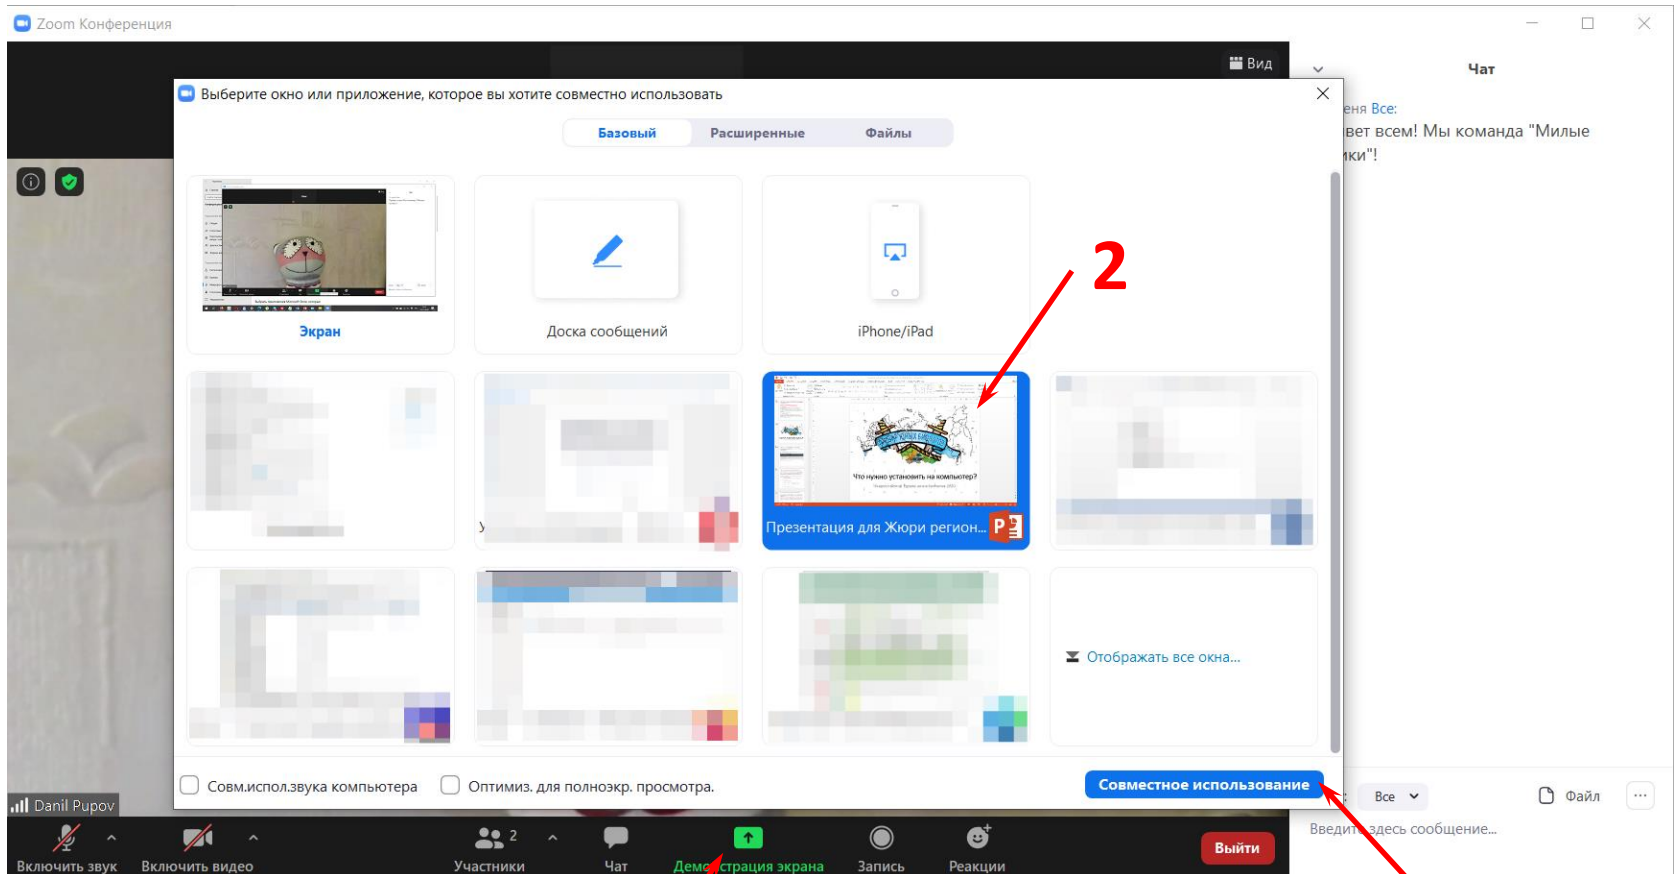 Zoom Конференция
Вид
Чат
Выберите окно или приложение, которое вы хотите совместно использовать
еня Все:
Базовый Расширенные Файлы
вет всем! Мы команда "Милые
ики"!
2
Экран
Доска сообщений
iPhone/iPad
Что нужно установить на компьютер?
Презентация для Жюри регион...
Отображать все окна...
Совм.испол.звука компьютера
Оптимиз. для полноэкр. просмотра.
Совместное использование
Danil Pupov
Все
Файл
Введите здесь сообщение...
2
Включить звук
Включить видео
Участники
Чат
Демонстрация экрана
Запись
Реакции
Выйти